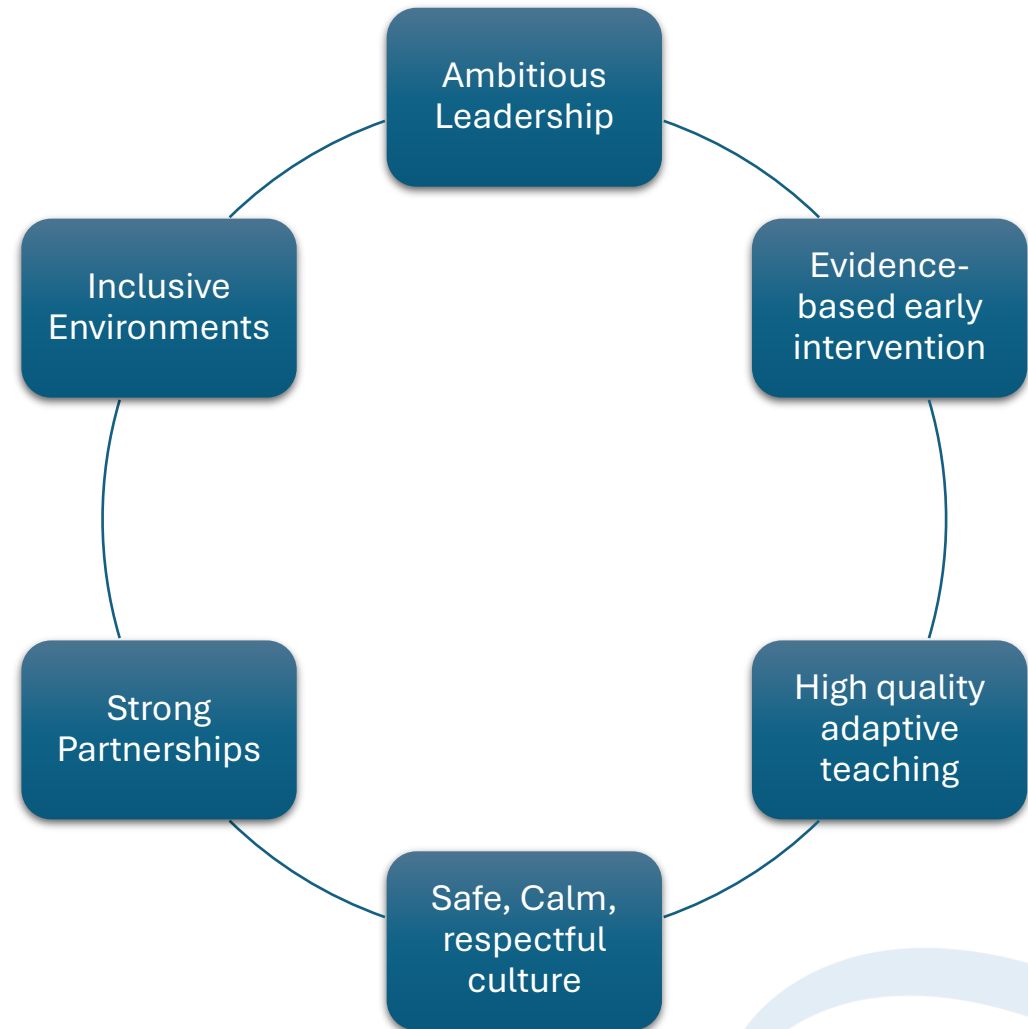 Ambitious
Leadership
Evidence-
based early
intervention
High quality
adaptive
teaching
Safe, Calm,
respectful
culture
Strong
Partnerships
Inclusive
Environments